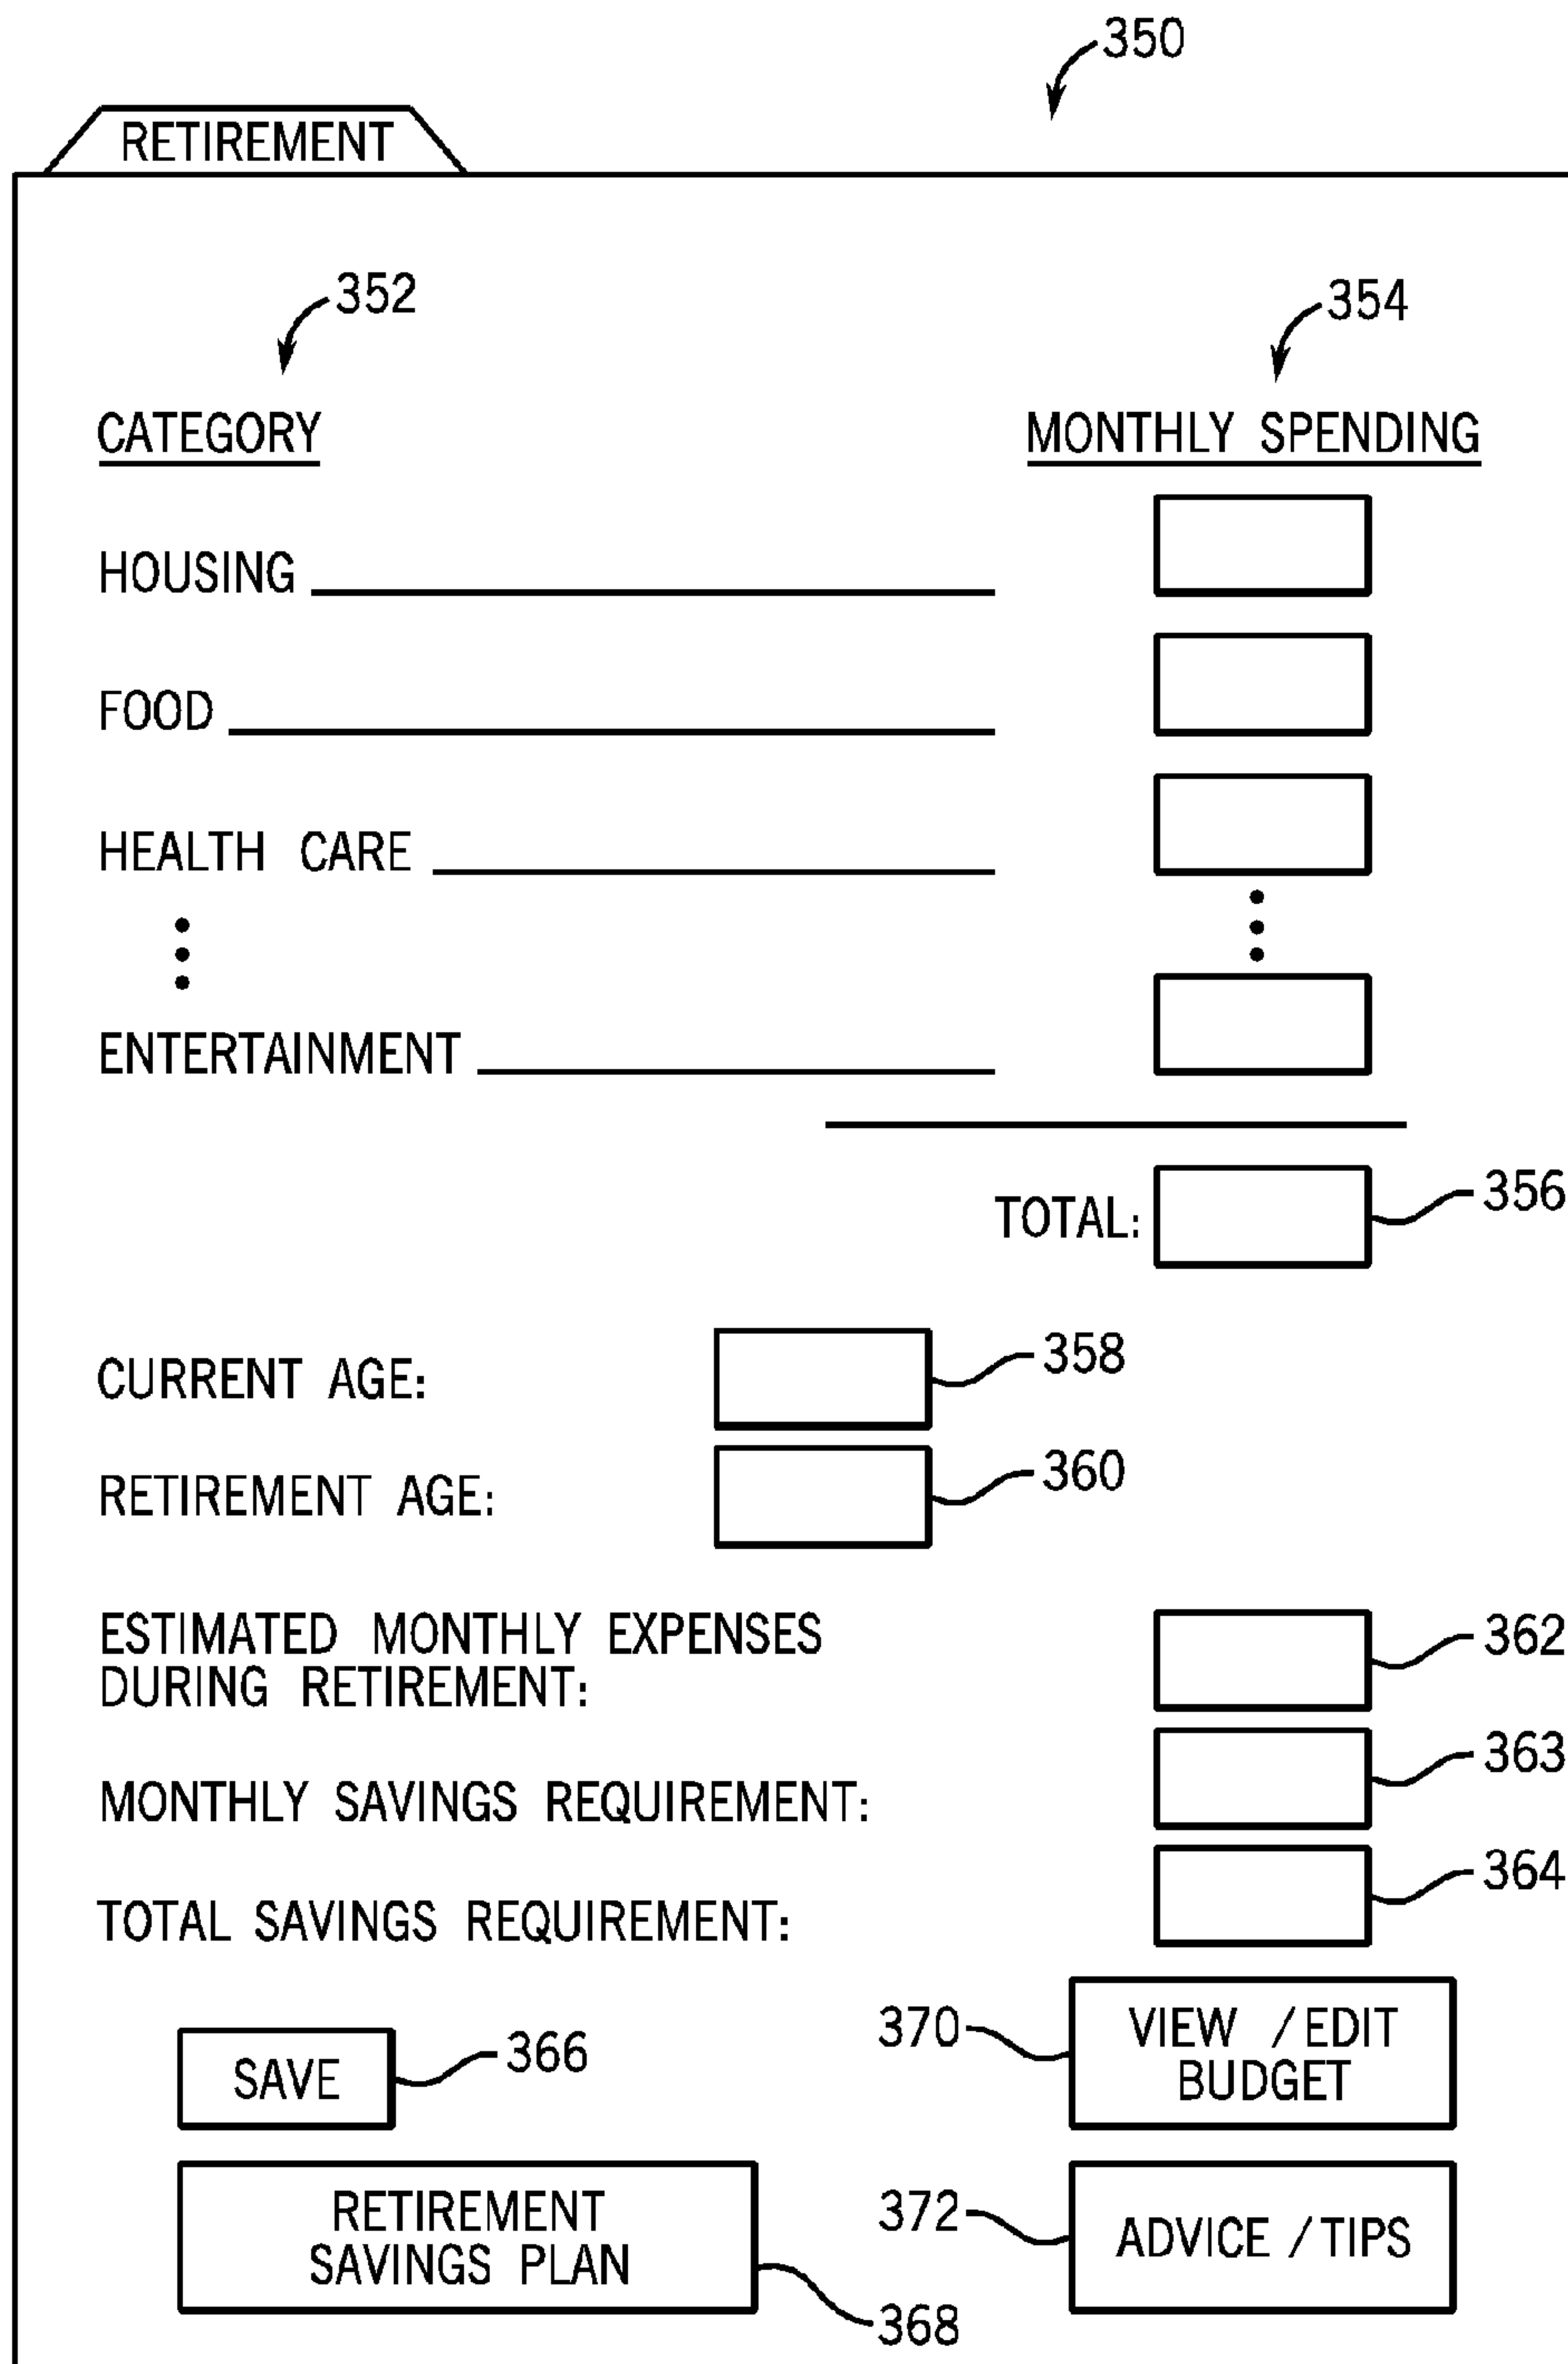 350
RETIREMENT
352
354
CATEGORY
MONTHLY SPENDING
HOUSING
FOOD
HEALTH CARE
ENTERTAINMENT
TOTAL:
356
CURRENT AGE:
358
RETIREMENT AGE:
360
ESTIMATED MONTHLY EXPENSES
DURING RETIREMENT:
362
MONTHLY SAVINGS REQUIREMENT:
363
TOTAL SAVINGS REQUIREMENT:
364
SAVE
366
370
VIEW / EDIT
BUDGET
RETIREMENT
SAVINGS PLAN
368
372
ADVICE / TIPS